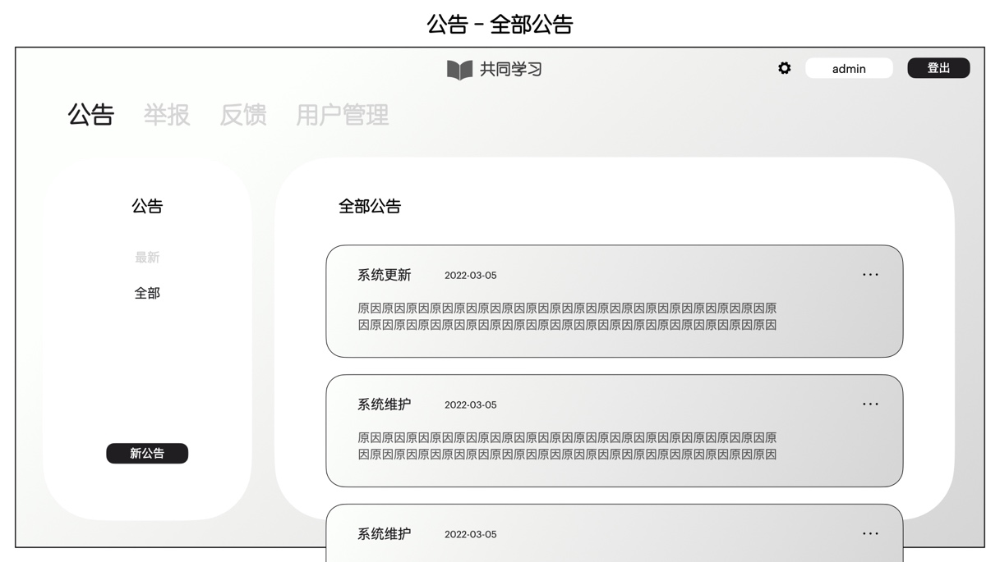 公告 - 全部公告
共同学习
admin
登出
公告 举报 反馈 用户管理
公告
最新
全部
新公告
全部公告
系统更新 2022-03-05 ...
原因原因原因原因原因原因原因原因原因原因原因原因原因原因原因原因原因原
因原因原因原因原因原因原因原因原因原因原因原因原因原因原因原因原因原因
系统维护 2022-03-05 ...
原因原因原因原因原因原因原因原因原因原因原因原因原因原因原因原因原因原
因原因原因原因原因原因原因原因原因原因原因原因原因原因原因原因原因原因
系统维护 2022-03-05 ...